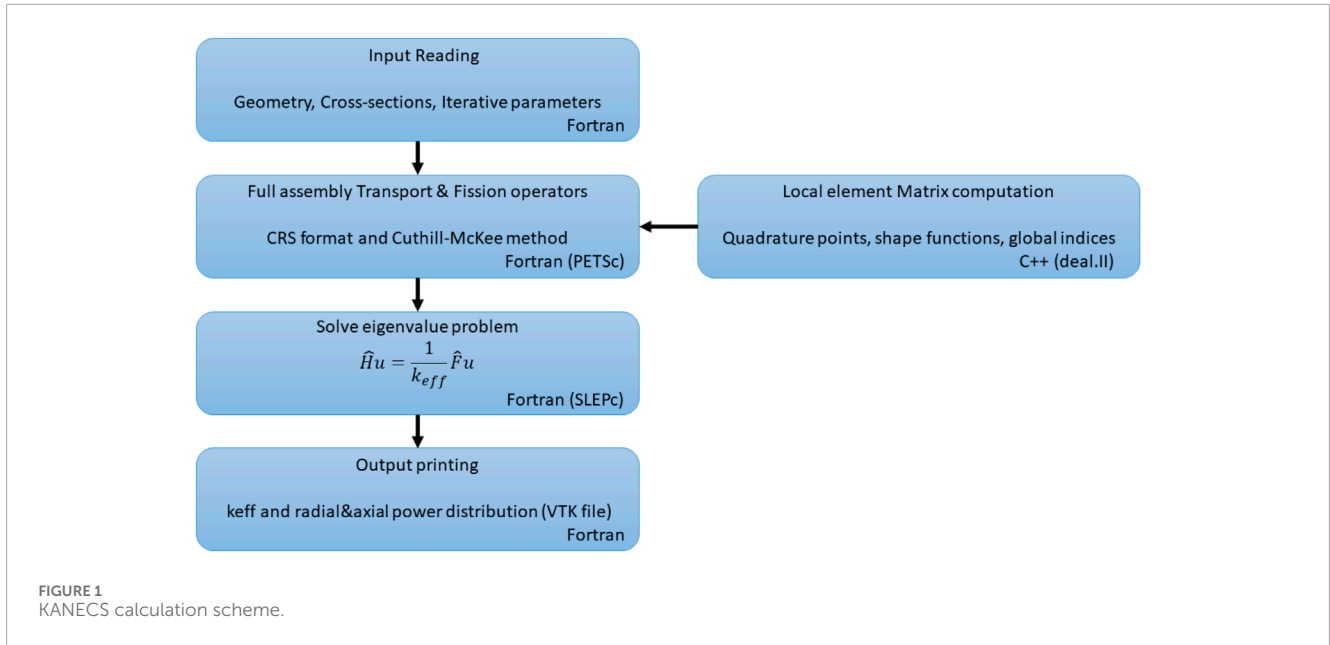 Input Reading
Geometry, Cross-sections, Iterative parameters
Fortran
Full assembly Transport & Fission operators
CRS format and Cuthill-McKee method
Fortran (PETSc)
Local element Matrix computation
Quadrature points, shape functions, global indices
C++ (deal.II)
Solve eigenvalue problem
Ĥu = 1/k_eff F̂u
Fortran (SLEPc)
Output printing
keff and radial&axial power distribution (VTK file)
Fortran
FIGURE 1
KANECS calculation scheme.